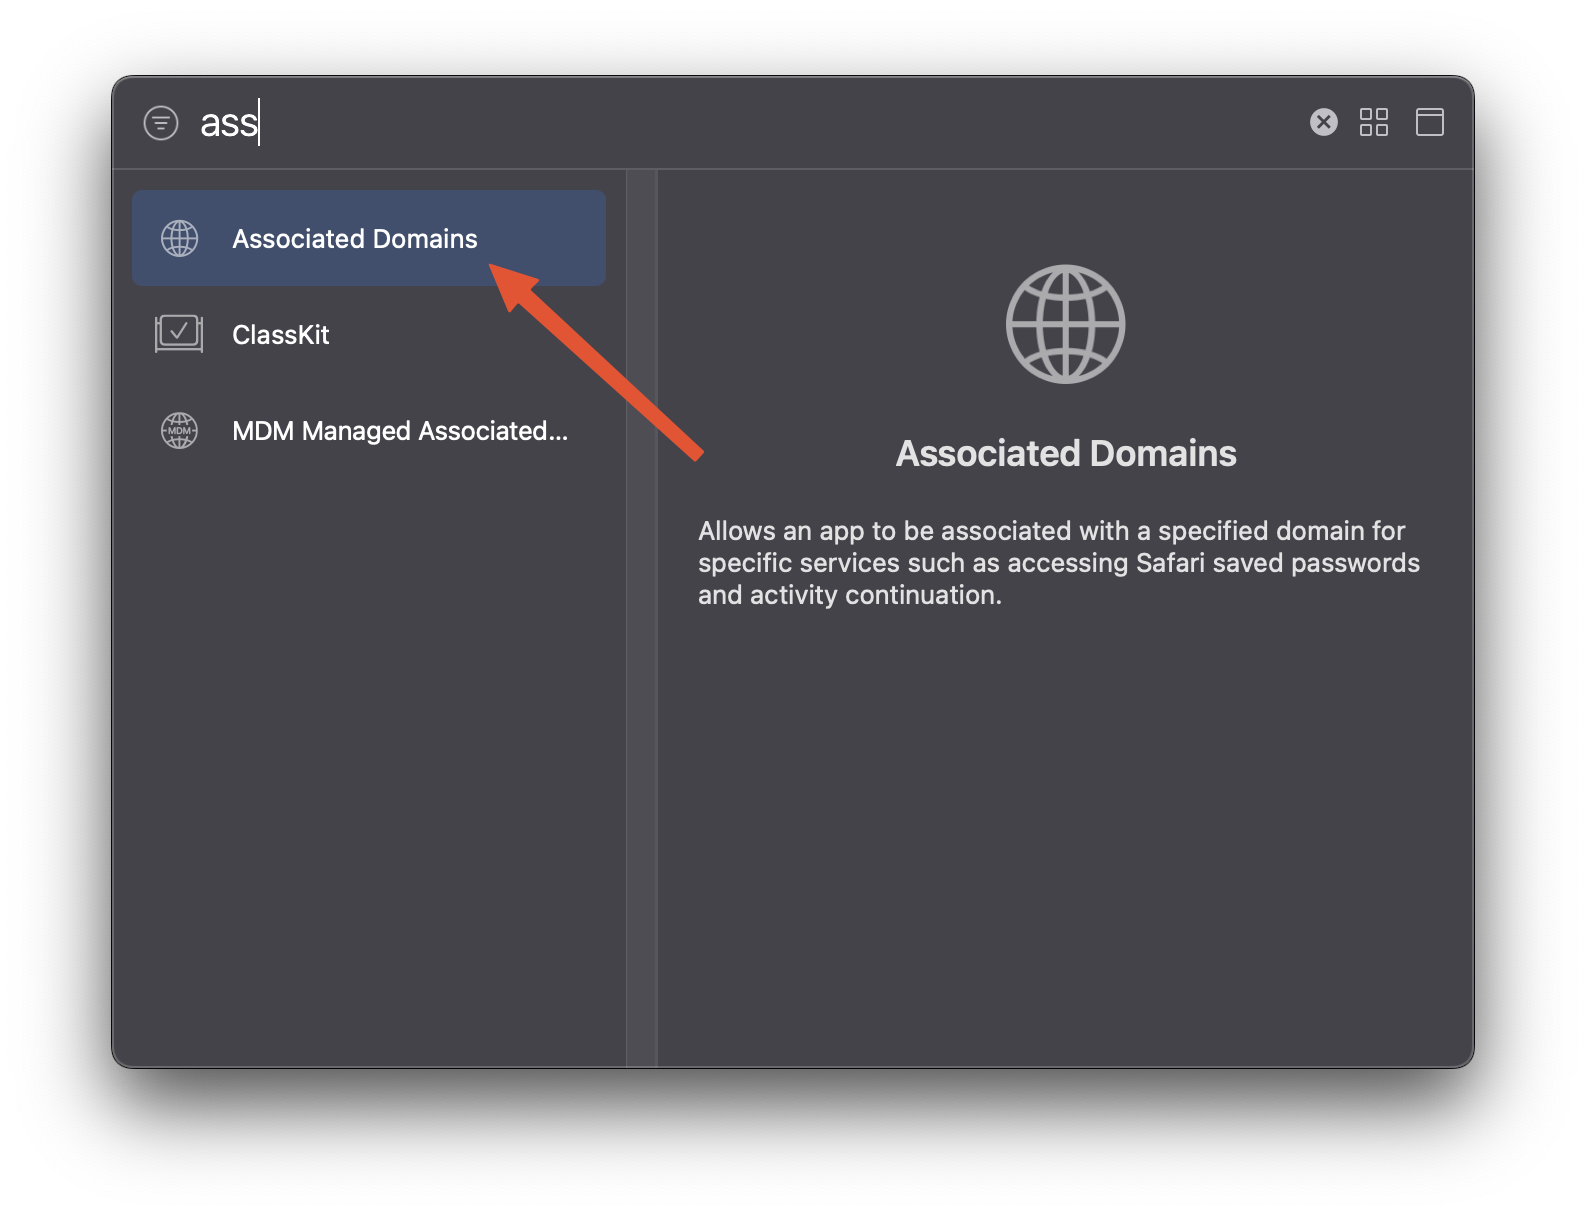 ass
Associated Domains
ClassKit
MDM
MDM Managed Associated...
Associated Domains
Allows an app to be associated with a specified domain for
specific services such as accessing Safari saved passwords
and activity continuation.